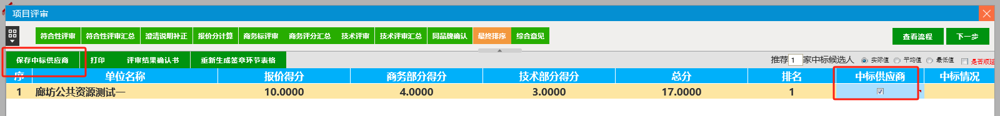 项目评审
符合性评审 符合性评审汇总 澄清说明补正 报价分计算 商务标评审 商务评分汇总 技术评审 技术评审汇总 同品牌确认 最终排序 综合意见 查看流程 下一步
保存中标供应商 打印 评审结果确认书 重新生成签章环节表格 推荐 1 家中标候选人 实际值 平均值 最低值 是否顺延
序 单位名称 报价得分 商务部分得分 技术部分得分 总分 排名 中标供应商 中标情况
1 廊坊公共资源测试一 10.0000 4.0000 3.0000 17.0000 1